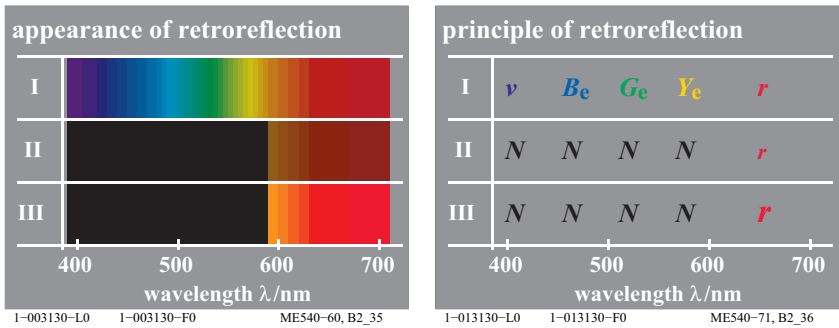 appearance of retroreflection
I
II
III
400 500 600 700
wavelength λ/nm
1−003130−L0 1−003130−F0 ME540−60, B2_35
principle of retroreflection
I v Be Ge Ye r
II N N N N r
III N N N N r
400 500 600 700
wavelength λ/nm
1−013130−L0 1−013130−F0 ME540−71, B2_36